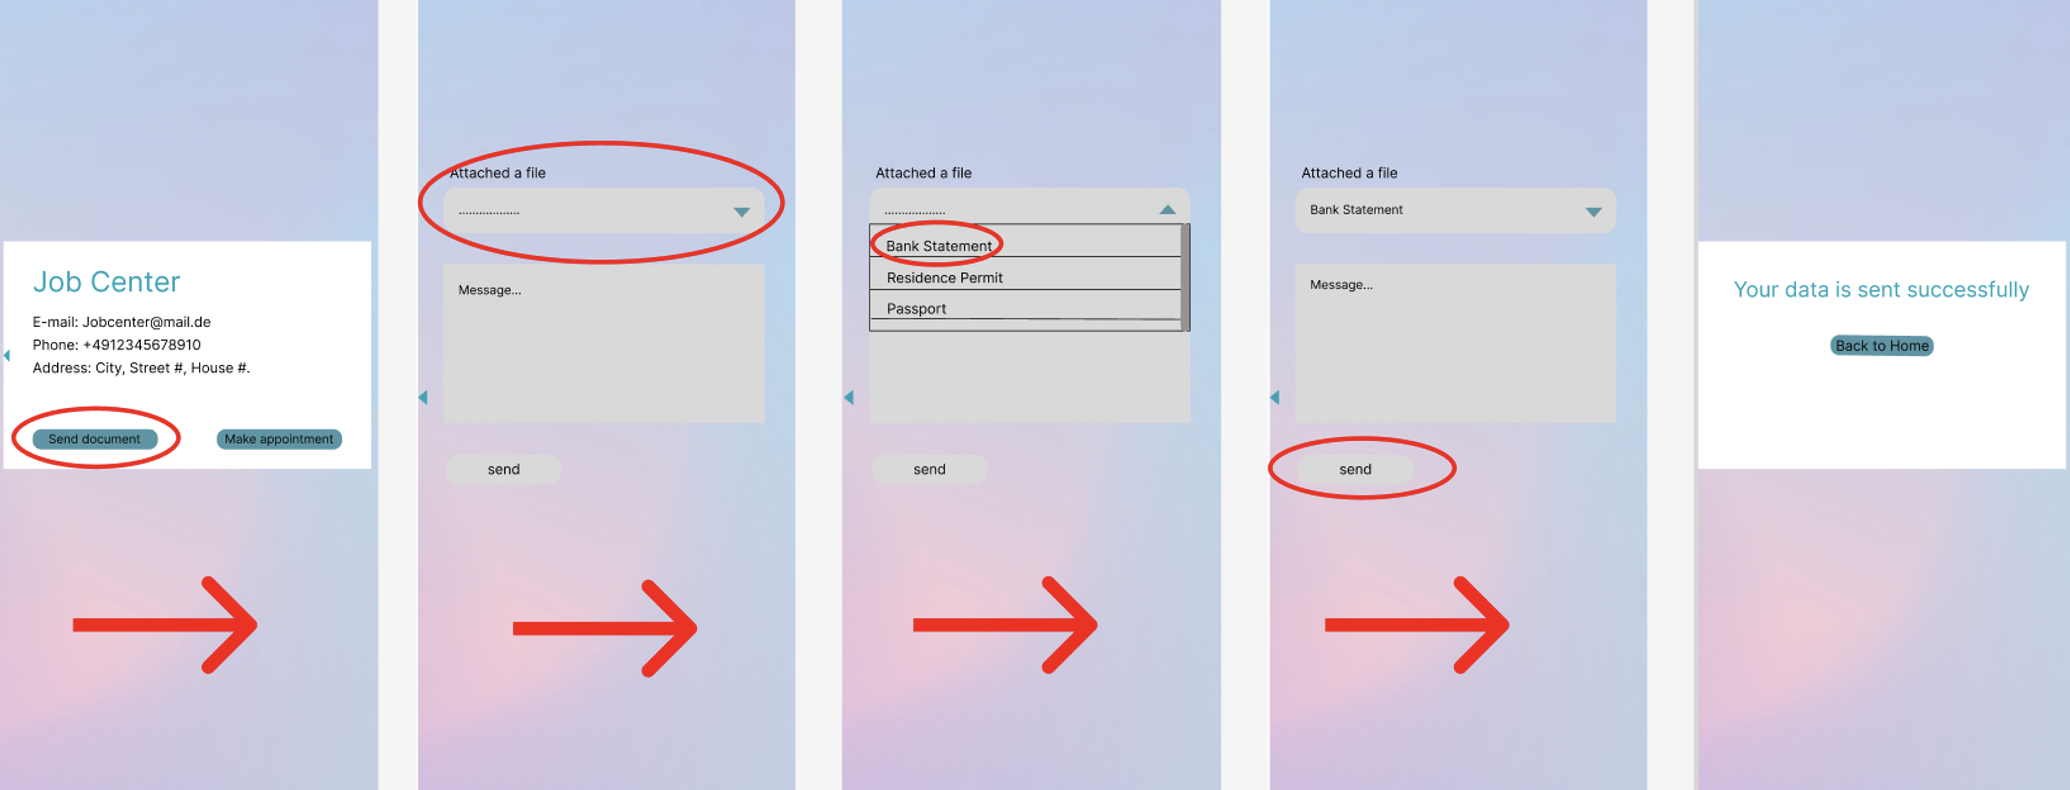 Job Center
E-mail: Jobcenter@mail.de
Phone: +4912345678910
Address: City, Street #, House #.
Send document
Make appointment
Attached a file
..................
Message...
send
Attached a file
..................
Bank Statement
Residence Permit
Passport
send
Attached a file
Bank Statement
Message...
send
Your data is sent successfully
Back to Home